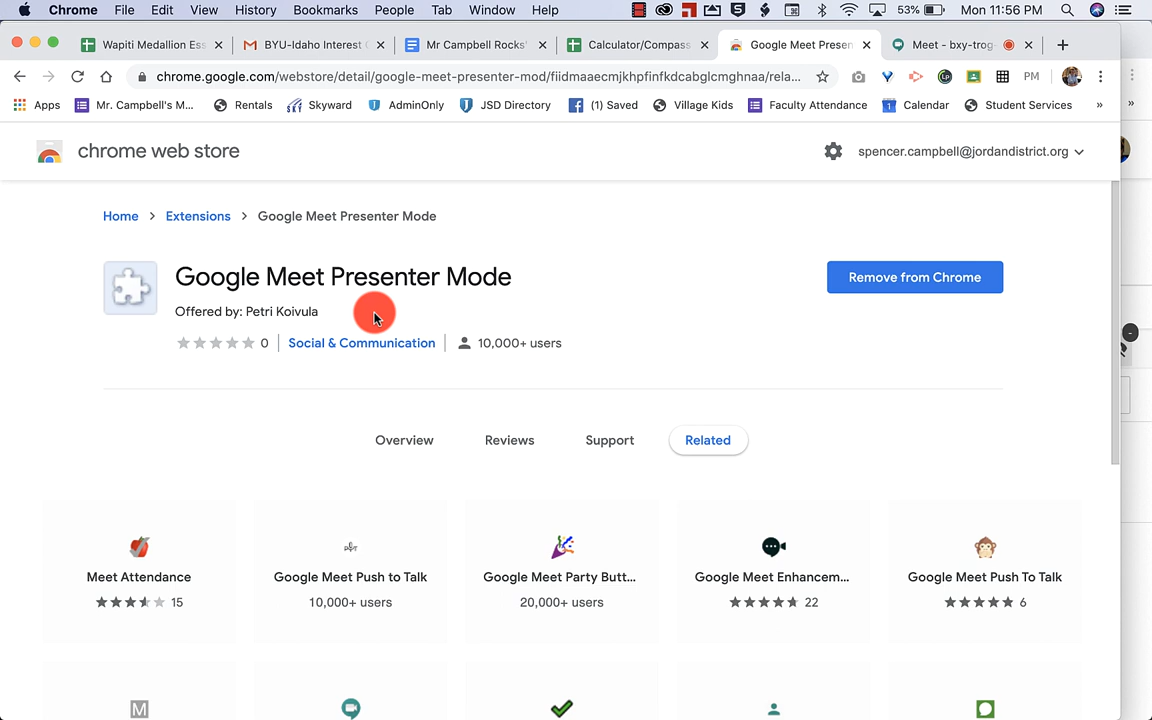 Chrome File Edit View History Bookmarks People Tab Window Help 53% Mon 11:56 PM
Wapiti Medallion Ess BYU-Idaho Interest Mr Campbell Rocks' Calculator/Compass Google Meet Presen Meet - bxy-trog
chrome.google.com/webstore/detail/google-meet-presenter-mod/fiidmaaecmjkhpfinfkdcabglcmghnaa/rela... PM
Apps Mr. Campbell's M... Rentals Skyward AdminOnly JSD Directory (1) Saved Village Kids Faculty Attendance Calendar Student Services »
chrome web store spencer.campbell@jordandistrict.org
Home > Extensions > Google Meet Presenter Mode
Google Meet Presenter Mode Remove from Chrome
Offered by: Petri Koivula
0 Social & Communication 10,000+ users
Overview Reviews Support Related
Meet Attendance Google Meet Push to Talk Google Meet Party Butt... Google Meet Enhancem... Google Meet Push To Talk
15 10,000+ users 20,000+ users 22 6
M